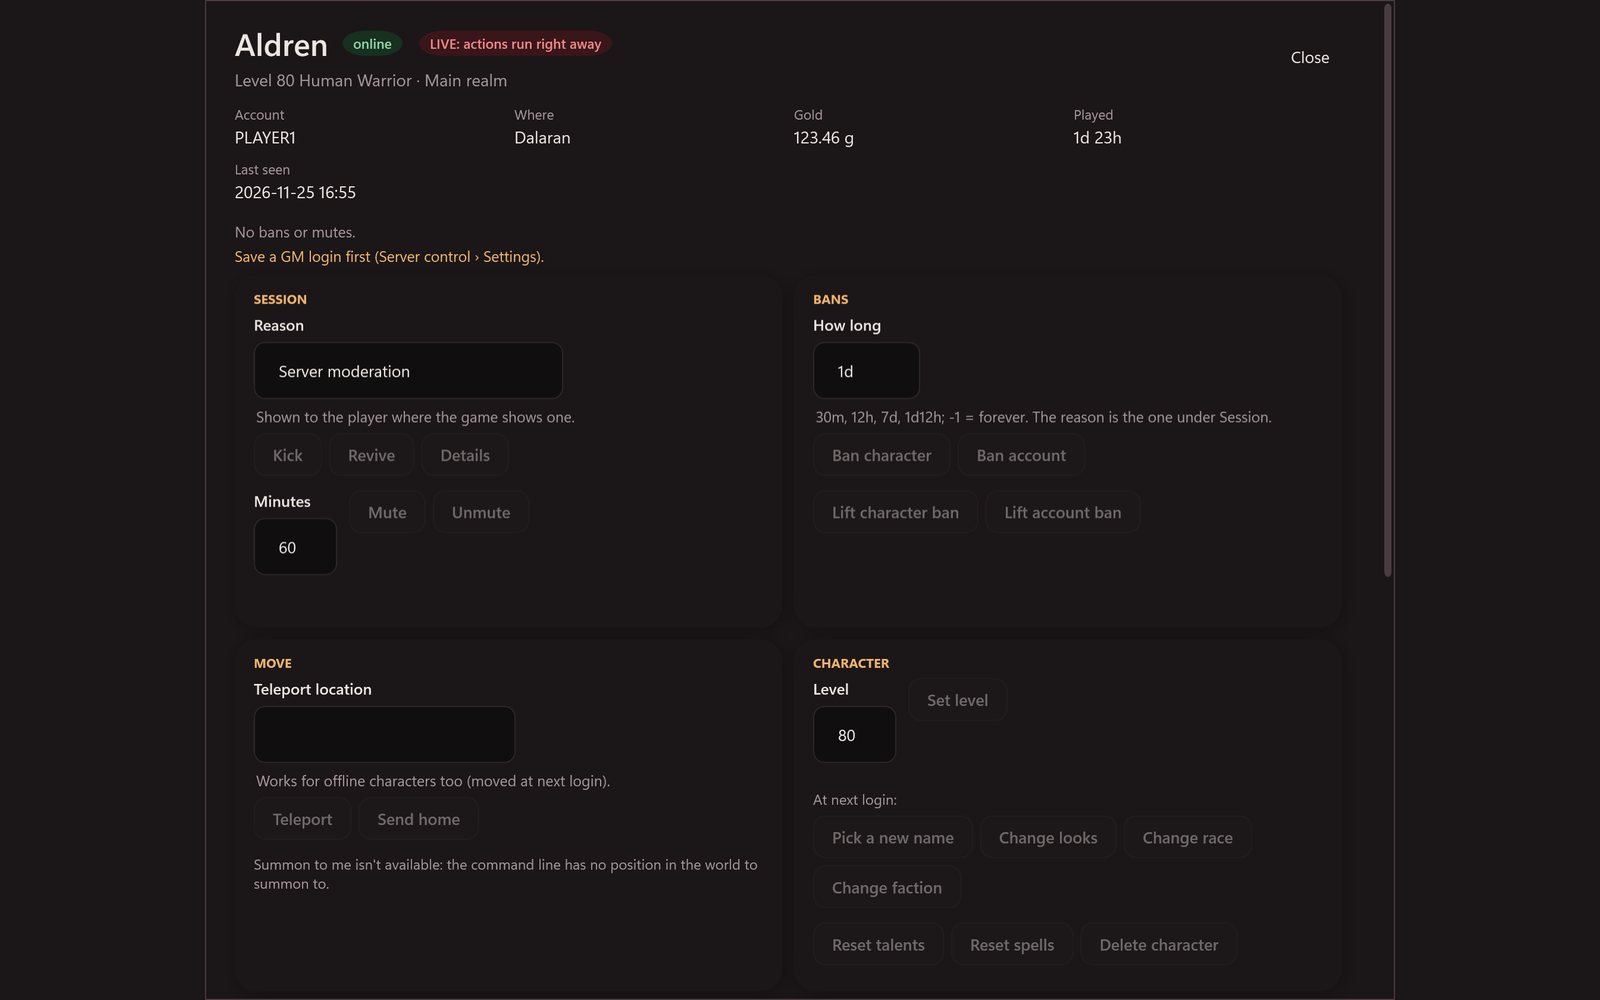 Aldren online LIVE: actions run right away
Close
Level 80 Human Warrior · Main realm
Account Where Gold Played
PLAYER1 Dalaran 123.46 g 1d 23h
Last seen
2026-11-25 16:55
No bans or mutes.
Save a GM login first (Server control › Settings).
SESSION
Reason
Server moderation
Shown to the player where the game shows one.
Kick Revive Details
Minutes Mute Unmute
60
BANS
How long
1d
30m, 12h, 7d, 1d12h; -1 = forever. The reason is the one under Session.
Ban character Ban account
Lift character ban Lift account ban
MOVE
Teleport location
Works for offline characters too (moved at next login).
Teleport Send home
Summon to me isn't available: the command line has no position in the world to
summon to.
CHARACTER
Level Set level
80
At next login:
Pick a new name Change looks Change race
Change faction
Reset talents Reset spells Delete character